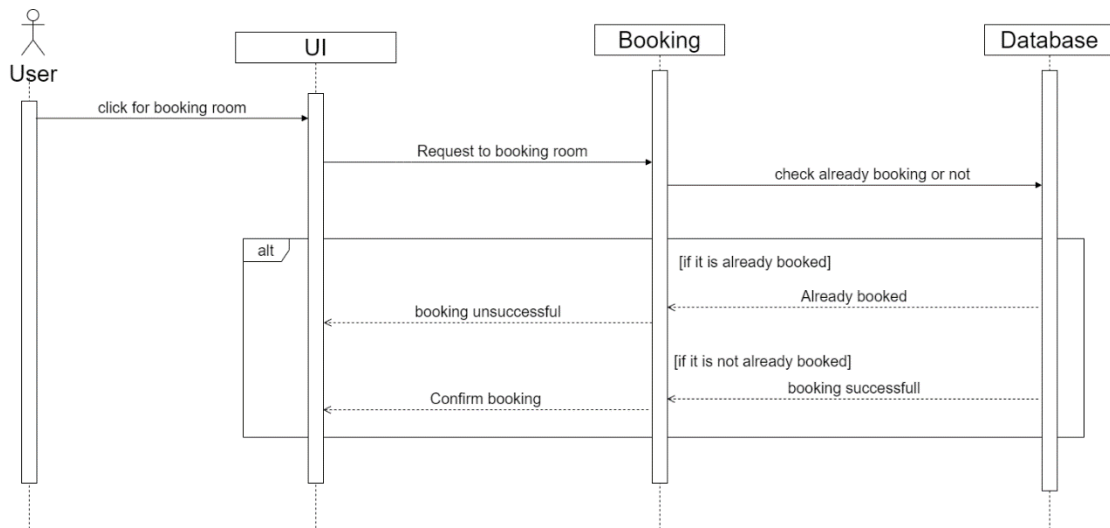 User
UI
Booking
Database
click for booking room
Request to booking room
check already booking or not
alt
[if it is already booked]
Already booked
booking unsuccessful
[if it is not already booked]
booking successfull
Confirm booking